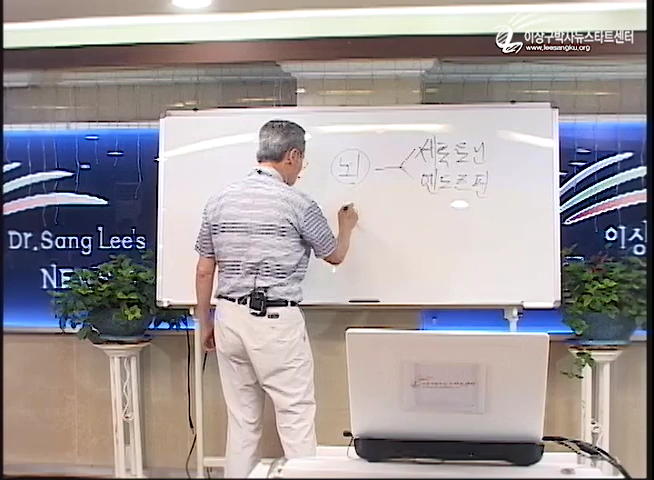 이상구박사뉴스타트센터
www.leesangku.org
뇌
세로토닌
엔도르핀
Dr.Sang Lee's
NE
이상